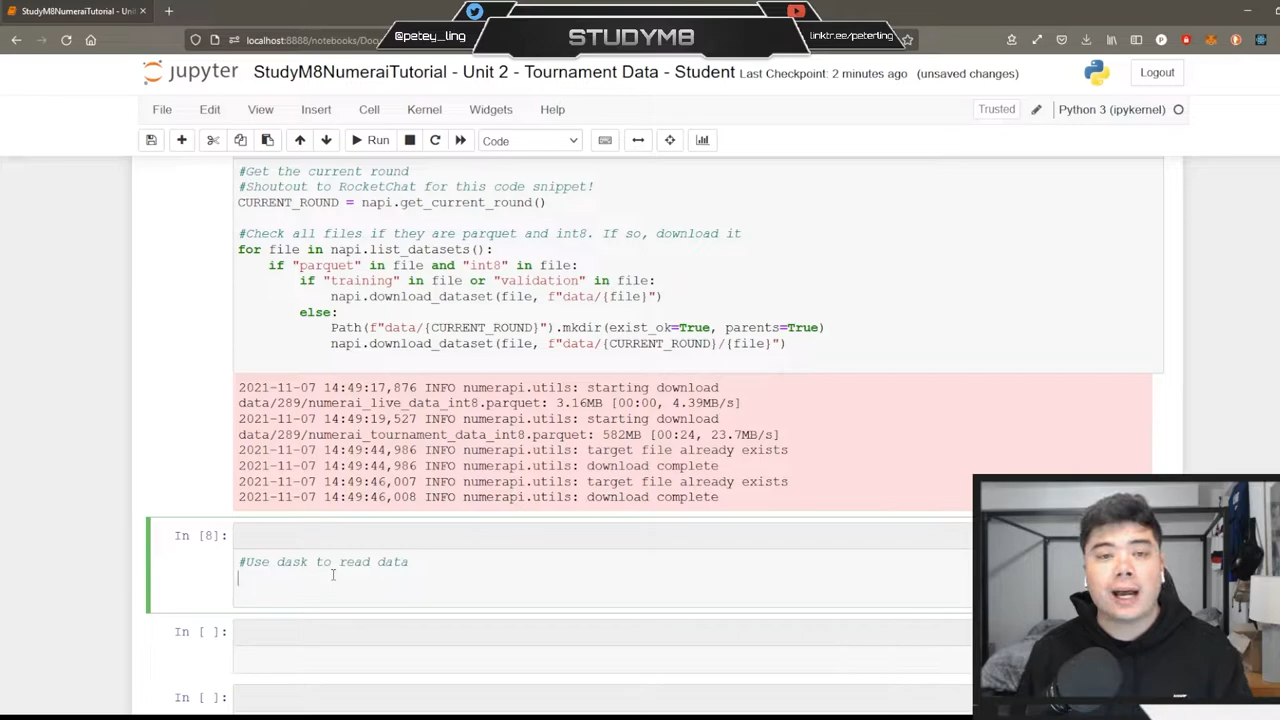 StudyM8NumeraiTutorial - Unit 2 -
@petey_ling
STUDYM8
linktr.ee/peterling
localhost:8888/notebooks/Doc
jupyter StudyM8NumeraiTutorial - Unit 2 - Tournament Data - Student Last Checkpoint: 2 minutes ago (unsaved changes)
Logout
File Edit View Insert Cell Kernel Widgets Help
Trusted Python 3 (ipykernel)
Run Code
#Get the current round
#Shoutout to RocketChat for this code snippet!
CURRENT_ROUND = napi.get_current_round()
#Check all files if they are parquet and int8. If so, download it
for file in napi.list_datasets():
if "parquet" in file and "int8" in file:
if "training" in file or "validation" in file:
napi.download_dataset(file, f"data/{file}")
else:
Path(f"data/{CURRENT_ROUND}").mkdir(exist_ok=True, parents=True)
napi.download_dataset(file, f"data/{CURRENT_ROUND}/{file}")
2021-11-07 14:49:17,876 INFO numerapi.utils: starting download
data/289/numerai_live_data_int8.parquet: 3.16MB [00:00, 4.39MB/s]
2021-11-07 14:49:19,527 INFO numerapi.utils: starting download
data/289/numerai_tournament_data_int8.parquet: 582MB [00:24, 23.7MB/s]
2021-11-07 14:49:44,986 INFO numerapi.utils: target file already exists
2021-11-07 14:49:44,986 INFO numerapi.utils: download complete
2021-11-07 14:49:46,007 INFO numerapi.utils: target file already exists
2021-11-07 14:49:46,008 INFO numerapi.utils: download complete
In [8]:
#Use dask to read data
In [ ]:
In [ ]: